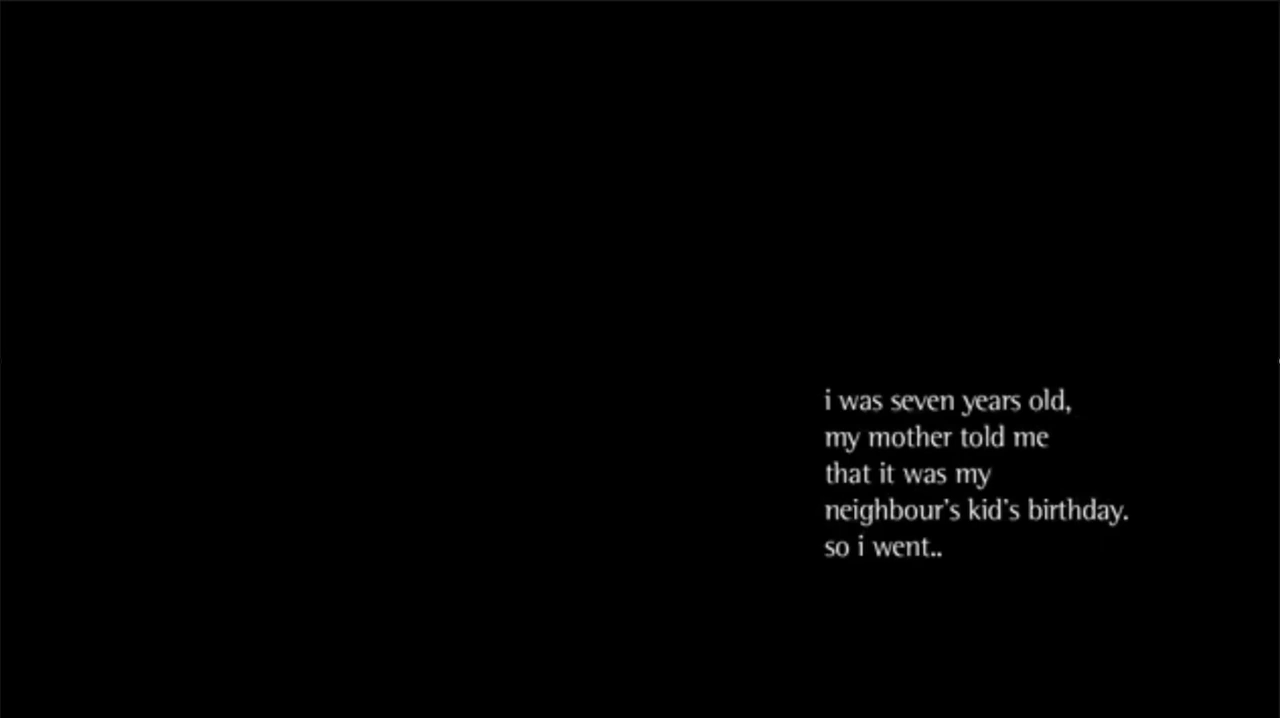 i was seven years old,
my mother told me
that it was my
neighbour's kid's birthday.
so i went..